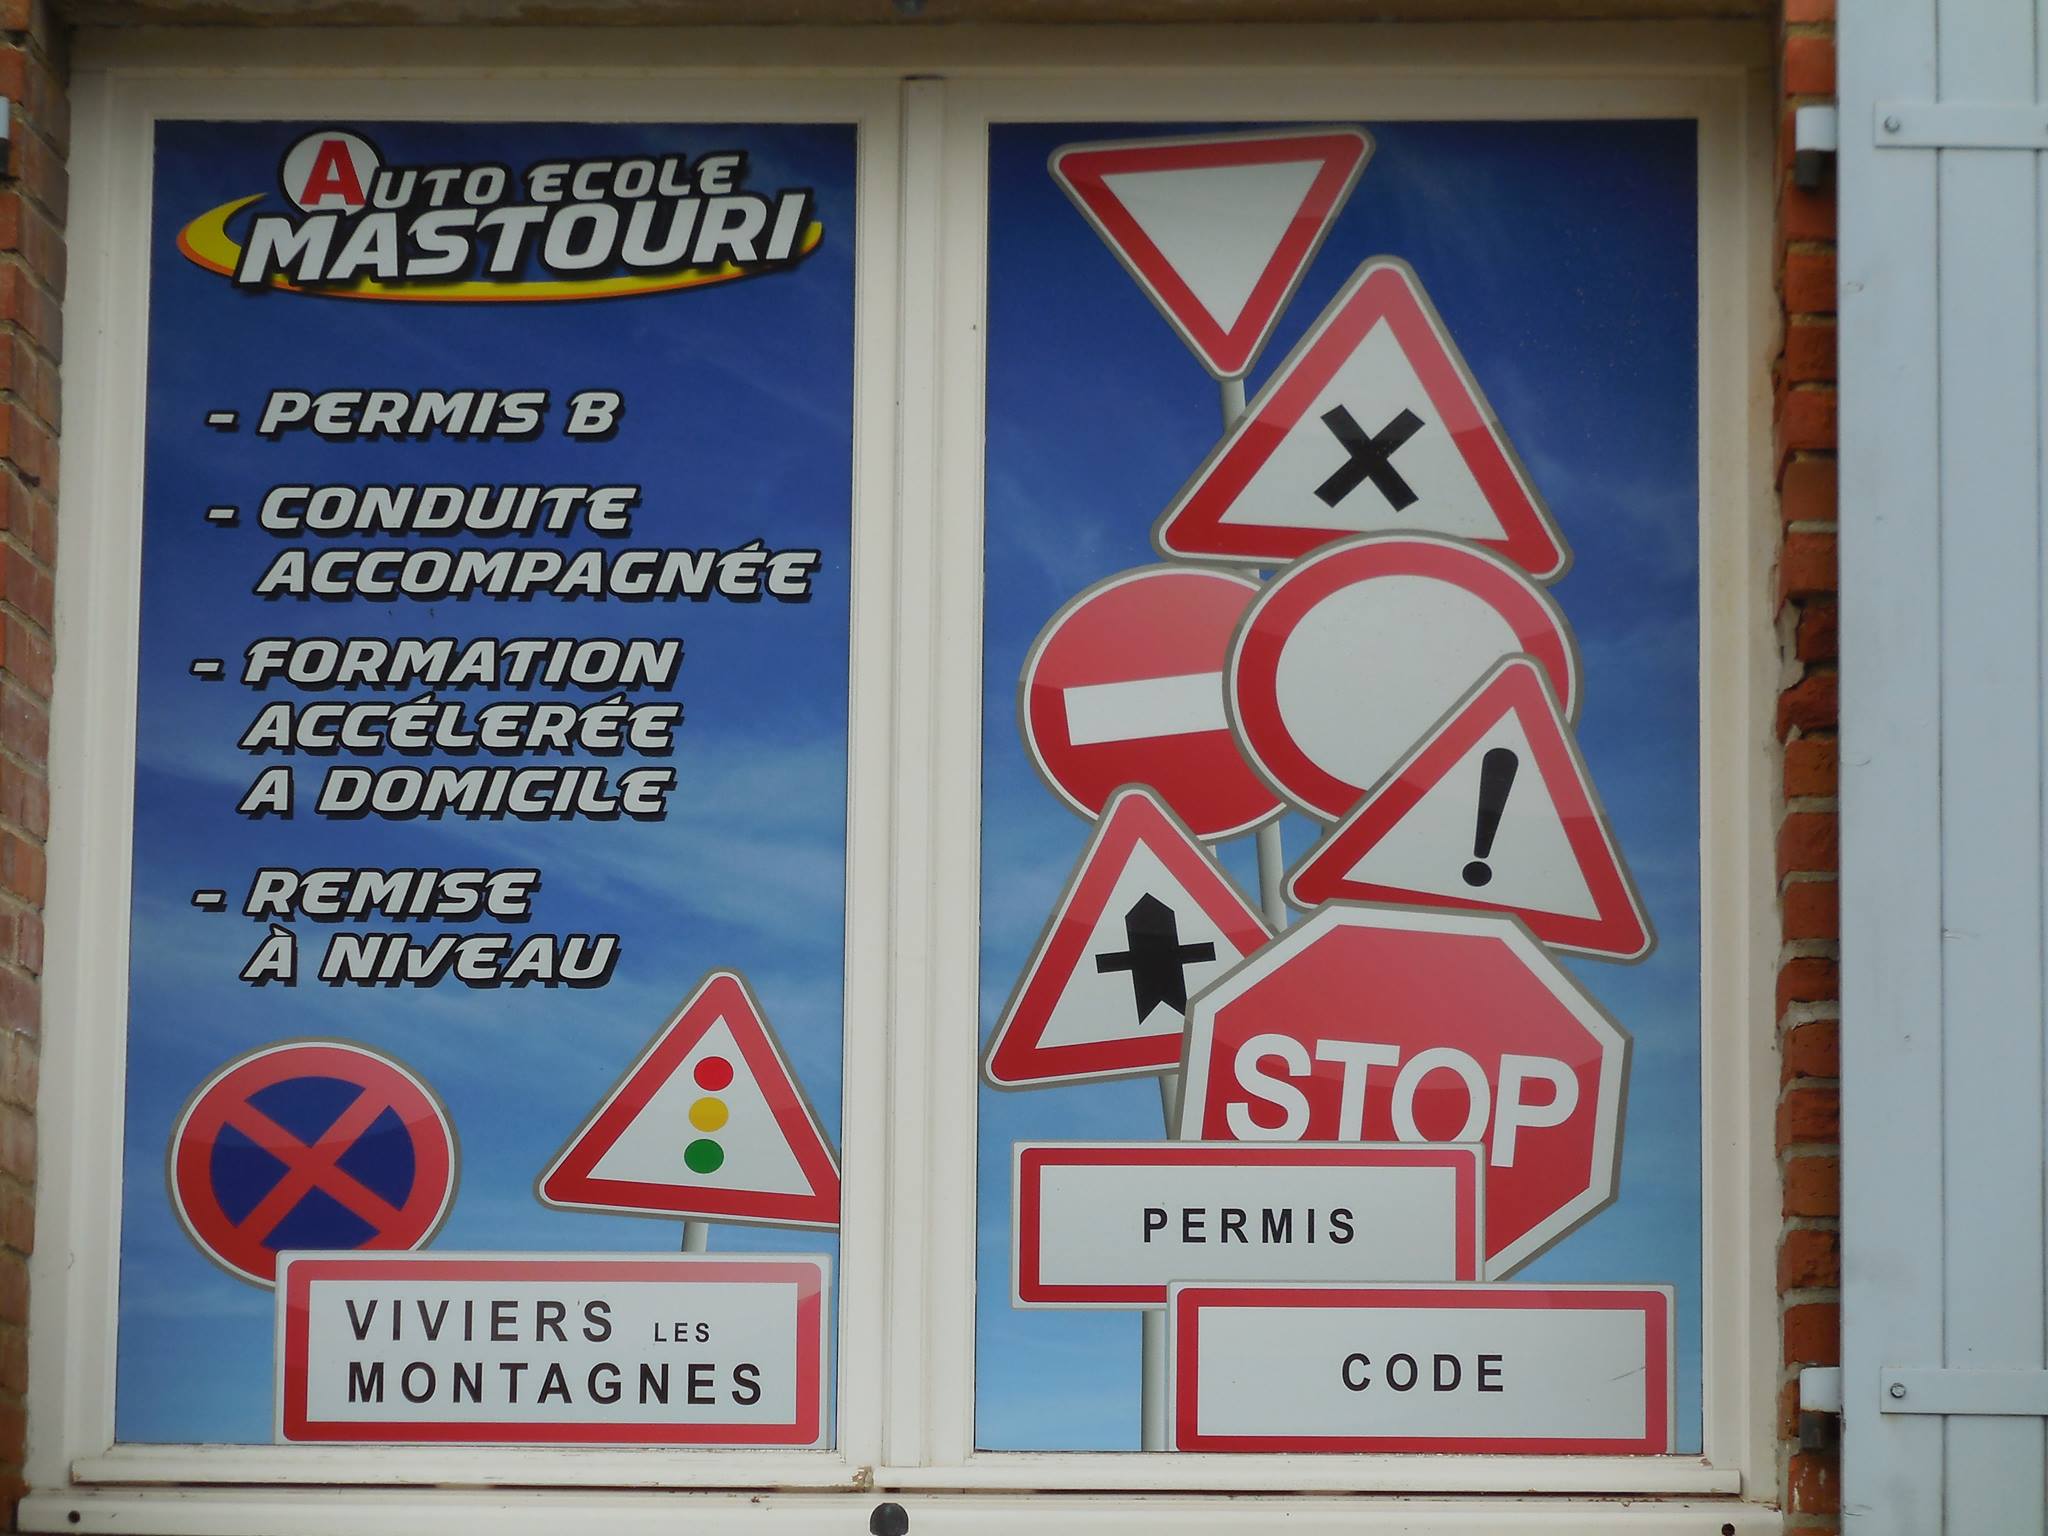 AUTO ECOLE
MASTOURI
- PERMIS B
- CONDUITE
ACCOMPAGNÉE
- FORMATION
ACCÉLERÉE
A DOMICILE
- REMISE
À NIVEAU
VIVIERS LES
MONTAGNES
STOP
PERMIS
CODE